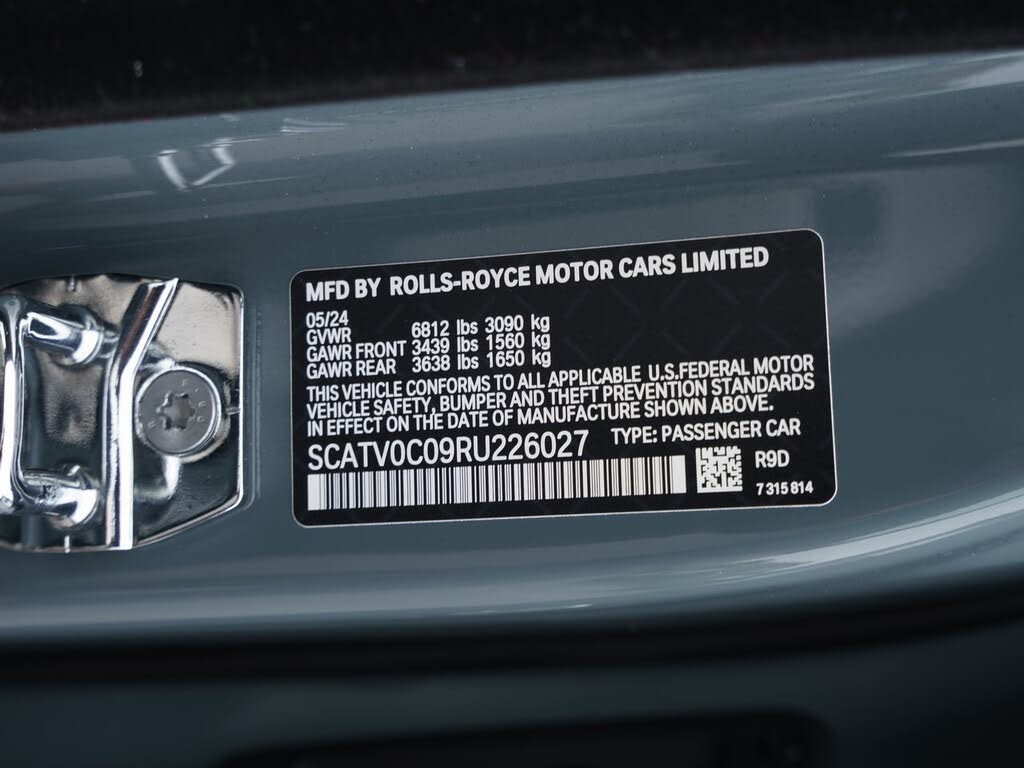 MFD BY ROLLS-ROYCE MOTOR CARS LIMITED
05/24
GVWR 6812 lbs 3090 kg
GAWR FRONT 3439 lbs 1560 kg
GAWR REAR 3638 lbs 1650 kg
THIS VEHICLE CONFORMS TO ALL APPLICABLE U.S.FEDERAL MOTOR
VEHICLE SAFETY, BUMPER AND THEFT PREVENTION STANDARDS
IN EFFECT ON THE DATE OF MANUFACTURE SHOWN ABOVE.
SCATV0C09RU226027 TYPE: PASSENGER CAR
R9D
7 315 814